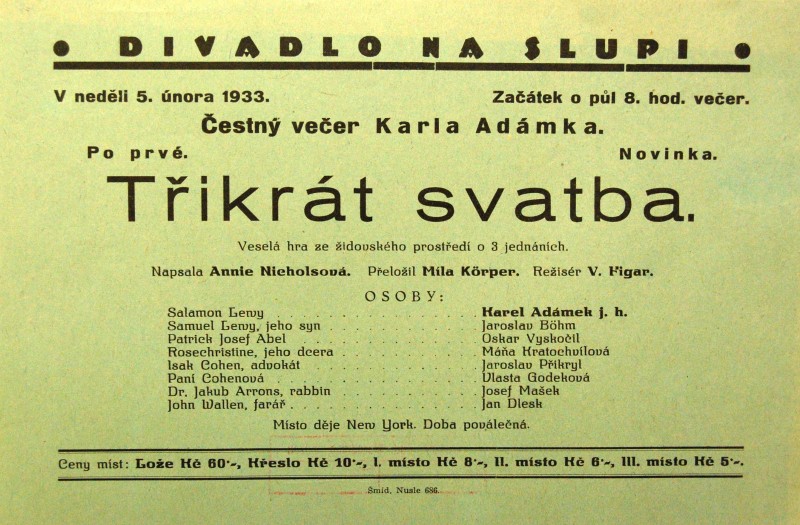 • DIVADLO NA SLUPI •
V neděli 5. února 1933. Začátek o půl 8. hod. večer.
Čestný večer Karla Adámka.
Po prvé. Novinka.
Třikrát svatba.
Veselá hra ze židovského prostředí o 3 jednáních.
Napsala Annie Nicholsová. Přeložil Míla Körper. Režisér V. Figar.
OSOBY:
Salamon Lewy . . . . . . . . . . . . . . . Karel Adámek j. h.
Samuel Lewy, jeho syn . . . . . . . . . . . Jaroslav Böhm
Patrick Josef Abel . . . . . . . . . . . . . Oskar Vyskočil
Rosechristine, jeho dcera . . . . . . . . . . Máňa Kratochvílová
Isak Cohen, advokát . . . . . . . . . . . . Jaroslav Přikryl
Paní Cohenová . . . . . . . . . . . . . . Vlasta Godeková
Dr. Jakub Arrons, rabbin . . . . . . . . . . Josef Mašek
John Wallen, farář . . . . . . . . . . . . . Jan Dlesk
Místo děje New York. Doba poválečná.
Ceny míst: Lože Kč 60·-, Křeslo Kč 10·-, I. místo Kč 8·-, II. místo Kč 6·-, III. místo Kč 5·-.
Šmíd, Nusle 686.